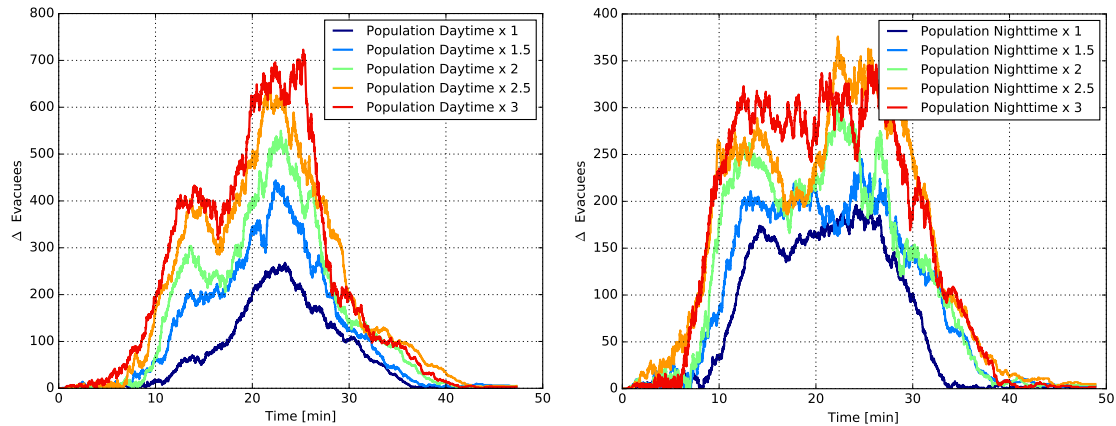 800
700
600
500
400
300
200
100
0
Δ Evacuees
0 10 20 30 40 50
Time [min]
Population Daytime x 1
Population Daytime x 1.5
Population Daytime x 2
Population Daytime x 2.5
Population Daytime x 3
400
350
300
250
200
150
100
50
0
Δ Evacuees
0 10 20 30 40 50
Time [min]
Population Nighttime x 1
Population Nighttime x 1.5
Population Nighttime x 2
Population Nighttime x 2.5
Population Nighttime x 3